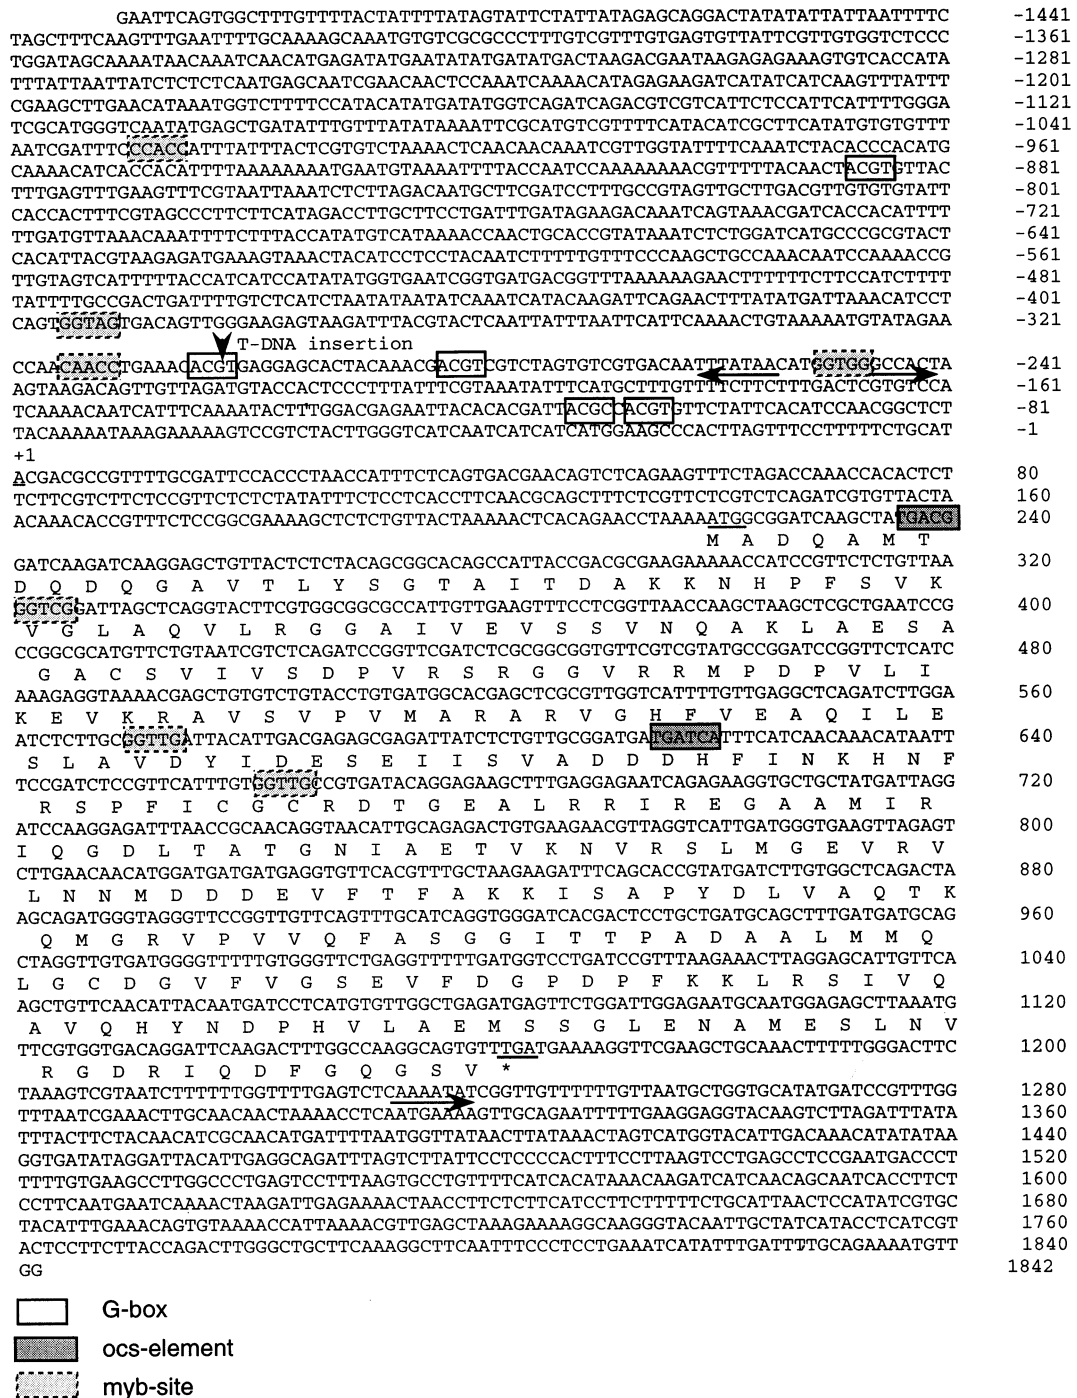 GAATTCAGTGGCTTTGTTTTACTATTTTATAGTATTCTATTATAGAGCAGGACTATATATTATTAATTTTC -1441
TAGCTTTCAAGTTTGAATTTTGCAAAAGCAAATGTGTCGCGCCCTTTGTCGTTTGTGAGTGTTATTCGTTGTGGTCTCCC -1361
TGGATAGCAAAATAACAAATCAACATGAGATATGAATATATGATATGACTAAGACGAATAAGAGAGAAAGTGTCACCATA -1281
TTTATTAATTATCTCTCTCAATGAGCAATCGAACAACTCCAAATCAAAACATAGAGAAGATCATATCATCAAGTTTATTT -1201
CGAAGCTTGAACATAAATGGTCTTTTCCATACATATGATATGGTCAGATCAGACGTCGTCATTCTCCATTCATTTTGGGA -1121
TCGCATGGGTCAATATGAGCTGATATTTGTTTATATAAAATTCGCATGTCGTTTTCATACATCGCTTCATATGTGTGTTT -1041
AATCGATTTCCCACCATTTATTTACTCGTGTCTAAAACTCAACAACAAATCGTTGGTATTTTCAAATCTACACCCACATG -961
CAAAACATCACCACATTTTAAAAAAAATGAATGTAAAATTTTACCAATCCAAAAAAAACGTTTTTACAACTACGTGTTAC -881
TTTGAGTTTGAAGTTTCGTAATTAAATCTCTTAGACAATGCTTCGATCCTTTGCCGTAGTTGCTTGACGTTGTGTGTATT -801
CACCACTTTCGTAGCCCTTCTTCATAGACCTTGCTTCCTGATTTGATAGAAGACAAATCAGTAAACGATCACCACATTTT -721
TTGATGTTAAACAAATTTTCTTTACCATATGTCATAAAACCAACTGCACCGTATAAATCTCTGGATCATGCCCGCGTACT -641
CACATTACGTAAGAGATGAAAGTAAACTACATCCTCCTACAATCTTTTTGTTTCCCAAGCTGCCAAACAATCCAAAACCG -561
TTGTAGTCATTTTTACCATCATCCATATATGGTGAATCGGTGATGACGGTTTAAAAAAGAACTTTTTTCTTCCATCTTTT -481
TATTTTGCCGACTGATTTTGTCTCATCTAATATAATATCAAATCATACAAGATTCAGAACTTTATATGATTAAACATCCT -401
CAGTGGTAGTGACAGTTGGGAAGAGTAAGATTTACGTACTCAATTATTTAATTCATTCAAAACTGTAAAAATGTATAGAA -321
T-DNA insertion
CCAACAACCTGAAACACGTGAGGAGCACTACAAACGACGTCGTCTAGTGTCGTGACAATTTATAACATGGTGGGGCCACTA -241
AGTAAGACAGTTGTTAGATGTACCACTCCCTTTATTTCGTAAATATTTCATGCTTTGTTTTCTTCTTTGACTCGTGTCCA -161
TCAAAACAATCATTTCAAAATACTTTGGACGAGAATTACACACGATTACGCCACGTGTTCTATTCACATCCAACGGCTCT -81
TACAAAAATAAAGAAAAAGTCCGTCTACTTGGGTCATCAATCATCATCATGGAAGCCCACTTAGTTTCCTTTTTCTGCAT -1
+1
ACGACGCCGTTTTGCGATTCCACCCTAACCATTTCTCAGTGACGAACAGTCTCAGAAGTTTCTAGACCAAACCACACTCT 80
TCTTCGTCTTCTCCGTTCTCTCTATATTTCTCCTCACCTTCAACGCAGCTTTCTCGTTCTCGTCTCAGATCGTGTTACTA 160
ACAAACACCGTTTCTCCGGCGAAAAGCTCTCTGTTACTAAAAACTCACAGAACCTAAAAATGGCGGATCAAGCTATGACG 240
M A D Q A M T
GATCAAGATCAAGGAGCTGTTACTCTCTACAGCGGCACAGCCATTACCGACGCGAAGAAAAACCATCCGTTCTCTGTTAA 320
D Q D Q G A V T L Y S G T A I T D A K K N H P F S V K
GGTCGGATTAGCTCAGGTACTTCGTGGCGGCGCCATTGTTGAAGTTTCCTCGGTTAACCAAGCTAAGCTCGCTGAATCCG 400
V G L A Q V L R G G A I V E V S S V N Q A K L A E S A
CCGGCGCATGTTCTGTAATCGTCTCAGATCCGGTTCGATCTCGCGGCGGTGTTCGTCGTATGCCGGATCCGGTTCTCATC 480
G A C S V I V S D P V R S R G G V R R M P D P V L I
AAAGAGGTAAAACGAGCTGTGTCTGTACCTGTGATGGCACGAGCTCGCGTTGGTCATTTTGTTGAGGCTCAGATCTTGGA 560
K E V K R A V S V P V M A R A R V G H F V E A Q I L E
ATCTCTTGCGGTTGATTACATTGACGAGAGCGAGATTATCTCTGTTGCGGATGATGATCATTTCATCAACAAACATAATT 640
S L A V D Y I D E S E I I S V A D D D H F I N K H N F
TCCGATCTCCGTTCATTTGTGGTTGCCGTGATACAGGAGAAGCTTTGAGGAGAATCAGAGAAGGTGCTGCTATGATTAGG 720
R S P F I C G C R D T G E A L R R I R E G A A M I R
ATCCAAGGAGATTTAACCGCAACAGGTAACATTGCAGAGACTGTGAAGAACGTTAGGTCATTGATGGGTGAAGTTAGAGT 800
I Q G D L T A T G N I A E T V K N V R S L M G E V R V
CTTGAACAACATGGATGATGATGAGGTGTTCACGTTTGCTAAGAAGATTTCAGCACCGTATGATCTTGTGGCTCAGACTA 880
L N N M D D D E V F T F A K K I S A P Y D L V A Q T K
AGCAGATGGGTAGGGTTCCGGTTGTTCAGTTTGCATCAGGTGGGATCACGACTCCTGCTGATGCAGCTTTGATGATGCAG 960
Q M G R V P V V Q F A S G G I T T P A D A A L M M Q
CTAGGTTGTGATGGGGTTTTTGTGGGTTCTGAGGTTTTTGATGGTCCTGATCCGTTTAAGAAACTTAGGAGCATTGTTCA 1040
L G C D G V F V G S E V F D G P D P F K K L R S I V Q
AGCTGTTCAACATTACAATGATCCTCATGTGTTGGCTGAGATGAGTTCTGGATTGGAGAATGCAATGGAGAGCTTAAATG 1120
A V Q H Y N D P H V L A E M S S G L E N A M E S L N V
TTCGTGGTGACAGGATTCAAGACTTTGGCCAAGGCAGTGTTTGATGAAAAGGTTCGAAGCTGCAAACTTTTTGGGACTTC 1200
R G D R I Q D F G Q G S V *
TAAAGTCGTAATCTTTTTTGGTTTTGAGTCTCAAAATATCGGTTGTTTTTTGTTAATGCTGGTGCATATGATCCGTTTGG 1280
TTTAATCGAAACTTGCAACAACTAAAACCTCAATGAAAAGTTGCAGAATTTTTGAAGGAGGTACAAGTCTTAGATTTATA 1360
TTTACTTCTACAACATCGCAACATGATTTTAATGGTTATAACTTATAAACTAGTCATGGTACATTGACAAACATATATAA 1440
GGTGATATAGGATTACATTGAGGCAGATTTAGTCTTATTCCTCCCCACTTTCCTTAAGTCCTGAGCCTCCGAATGACCCT 1520
TTTTGTGAAGCCTTGGCCCTGAGTCCTTTAAGTGCCTGTTTTCATCACATAAACAAGATCATCAACAGCAATCACCTTCT 1600
CCTTCAATGAATCAAAACTAAGATTGAGAAAACTAACCTTCTCTTCATCCTTCTTTTTCTGCATTAACTCCATATCGTGC 1680
TACATTTGAAACAGTGTAAAACCATTAAAACGTTGAGCTAAAGAAAAGGCAAGGGTACAATTGCTATCATACCTCATCGT 1760
ACTCCTTCTTACCAGACTTGGGCTGCTTCAAAGGCTTCAATTTCCCTCCTGAAATCATATTTGATTTTGCAGAAAATGTT 1840
GG 1842
G-box
ocs-element
myb-site